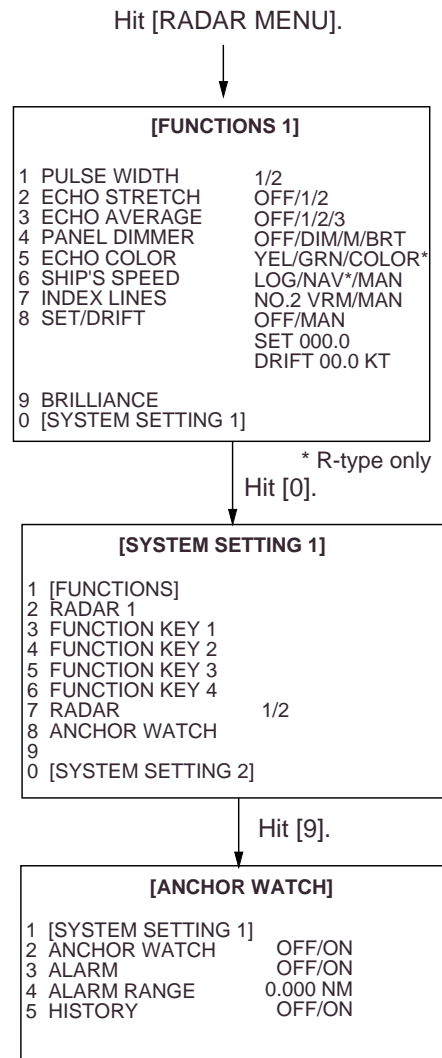 Hit [RADAR MENU].
[FUNCTIONS 1]
1 PULSE WIDTH 1/2
2 ECHO STRETCH OFF/1/2
3 ECHO AVERAGE OFF/1/2/3
4 PANEL DIMMER OFF/DIM/M/BRT
5 ECHO COLOR YEL/GRN/COLOR*
6 SHIP'S SPEED LOG/NAV*/MAN
7 INDEX LINES NO.2 VRM/MAN
8 SET/DRIFT OFF/MAN
SET 000.0
DRIFT 00.0 KT
9 BRILLIANCE
0 [SYSTEM SETTING 1]
* R-type only
Hit [0].
[SYSTEM SETTING 1]
1 [FUNCTIONS]
2 RADAR 1
3 FUNCTION KEY 1
4 FUNCTION KEY 2
5 FUNCTION KEY 3
6 FUNCTION KEY 4
7 RADAR 1/2
8 ANCHOR WATCH
9
0 [SYSTEM SETTING 2]
Hit [9].
[ANCHOR WATCH]
1 [SYSTEM SETTING 1]
2 ANCHOR WATCH OFF/ON
3 ALARM OFF/ON
4 ALARM RANGE 0.000 NM
5 HISTORY OFF/ON